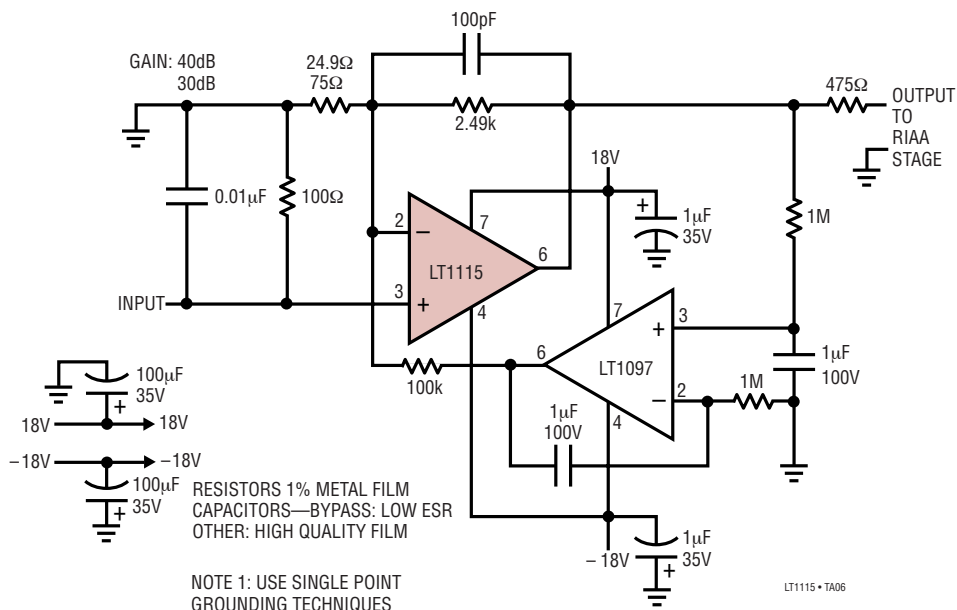 100pF
GAIN: 40dB
30dB
24.9Ω
75Ω
2.49k
475Ω
OUTPUT
TO
RIAA
STAGE
0.01µF
100Ω
18V
+
1µF
35V
1M
2
–
7
LT1115
6
3
+
4
INPUT
100k
6
7
+
3
LT1097
–
2
4
1M
1µF
100V
1µF
100V
100µF
35V
+
18V
18V
–18V
–18V
100µF
35V
+
RESISTORS 1% METAL FILM
CAPACITORS—BYPASS: LOW ESR
OTHER: HIGH QUALITY FILM
–18V
1µF
35V
+
NOTE 1: USE SINGLE POINT
GROUNDING TECHNIQUES
LT1115 • TA06